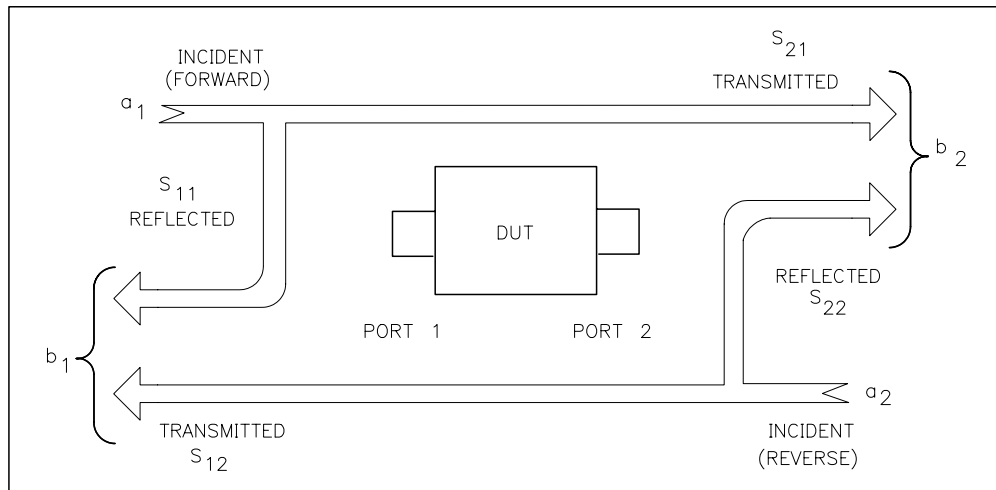 INCIDENT
(FORWARD)
a1
S21
TRANSMITTED
b2
S11
REFLECTED
DUT
REFLECTED
S22
PORT 1
PORT 2
b1
a2
TRANSMITTED
S12
INCIDENT
(REVERSE)